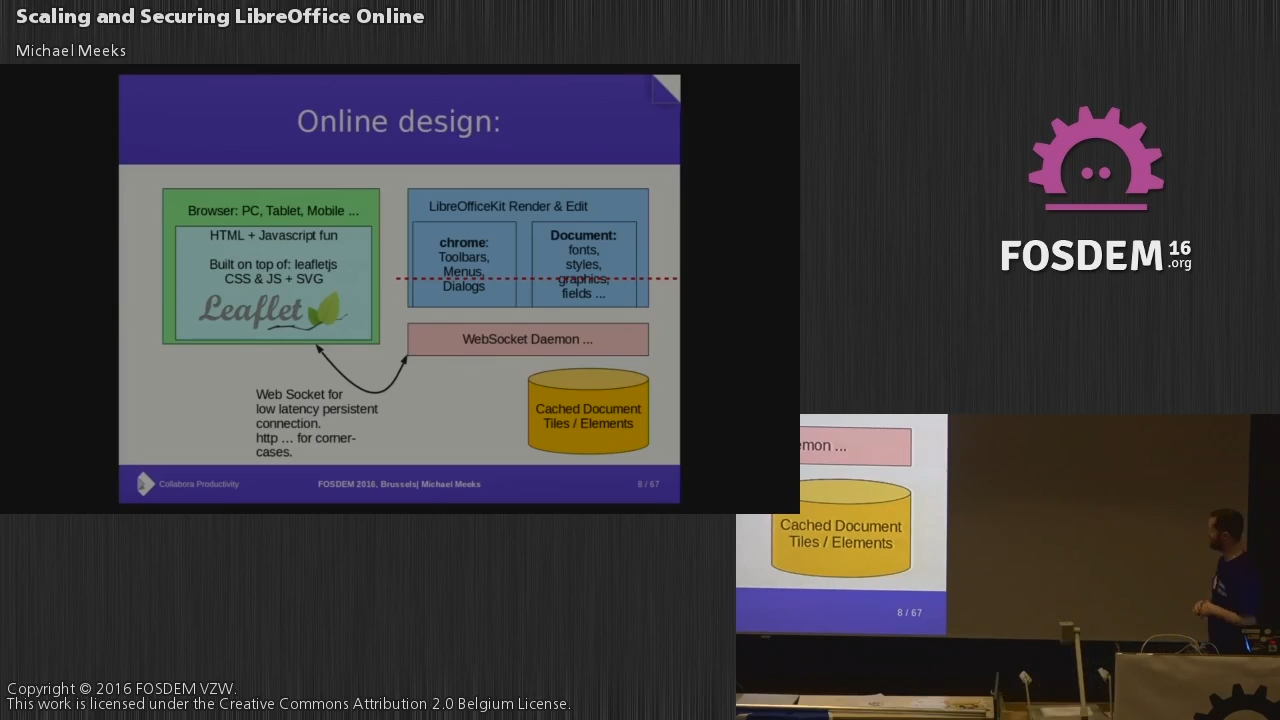 Scaling and Securing LibreOffice Online
Michael Meeks
Online design:
Browser: PC, Tablet, Mobile ...
HTML + Javascript fun
Built on top of: leafletjs
CSS & JS + SVG
Leaflet
LibreOfficeKit Render & Edit
chrome:
Toolbars,
Menus,
Dialogs
Document:
fonts,
styles,
graphics,
fields ...
WebSocket Daemon ...
Web Socket for
low latency persistent
connection.
http ... for corner-
cases.
Cached Document
Tiles / Elements
Collabora Productivity
FOSDEM 2016, Brussels| Michael Meeks
8 / 67
FOSDEM 16
.org
emon ...
Cached Document
Tiles / Elements
8 / 67
Copyright © 2016 FOSDEM VZW.
This work is licensed under the Creative Commons Attribution 2.0 Belgium License.